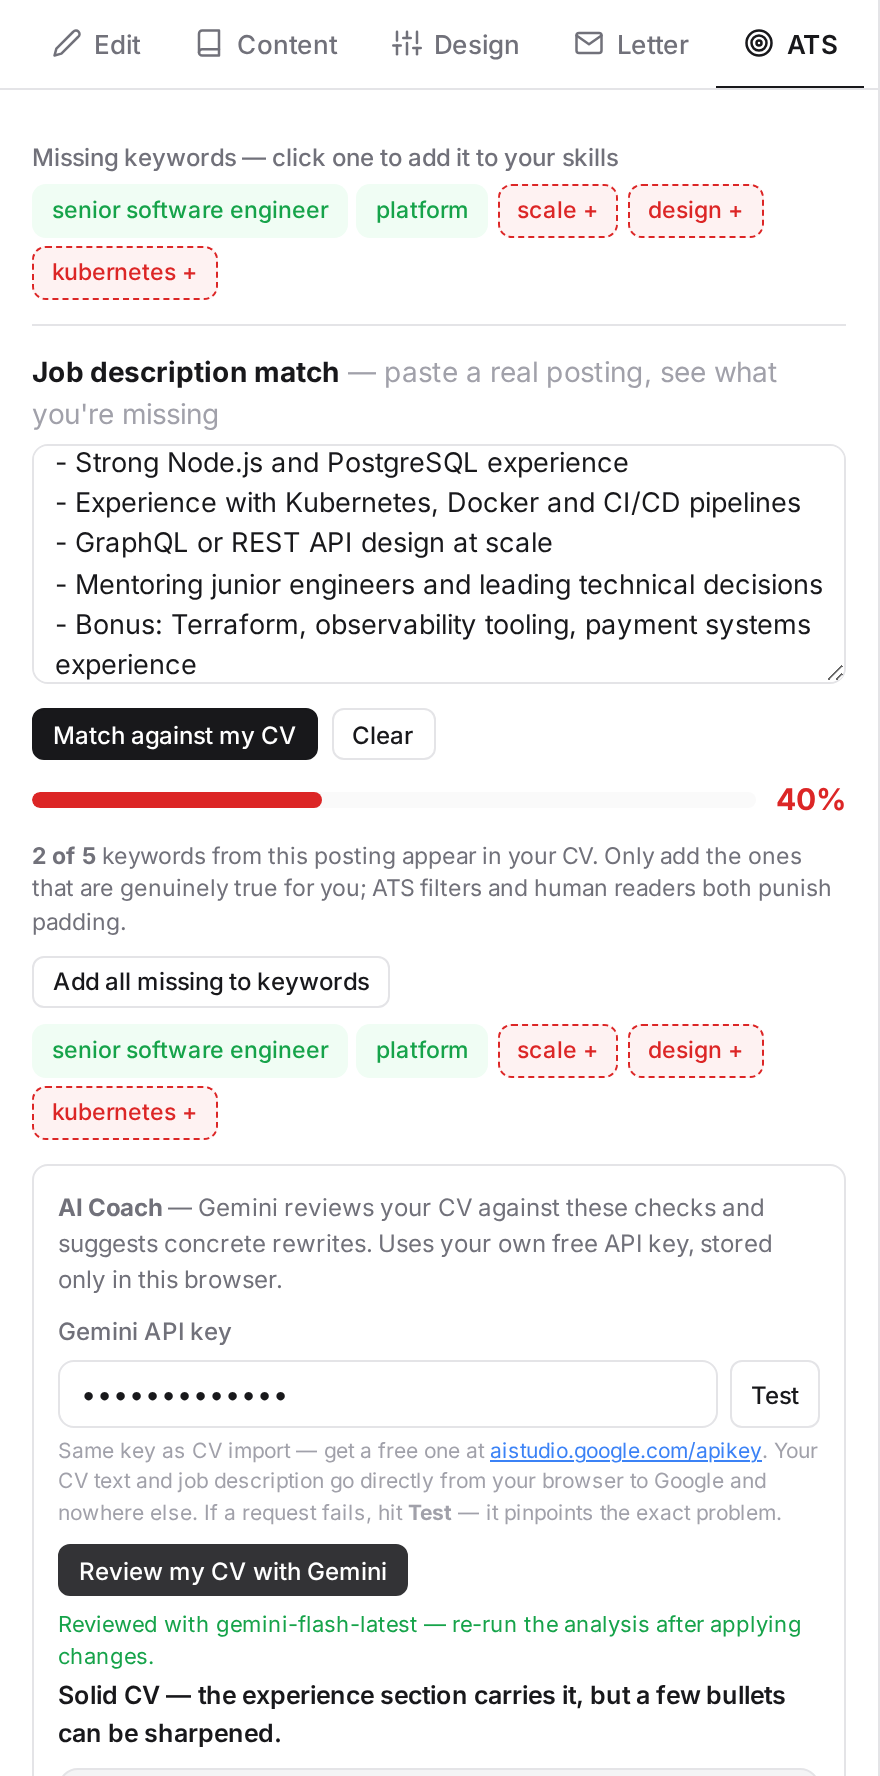 Edit Content Design Letter ATS
Missing keywords — click one to add it to your skills
senior software engineer platform scale + design +
kubernetes +
Job description match — paste a real posting, see what
you're missing
- Strong Node.js and PostgreSQL experience
- Experience with Kubernetes, Docker and CI/CD pipelines
- GraphQL or REST API design at scale
- Mentoring junior engineers and leading technical decisions
- Bonus: Terraform, observability tooling, payment systems
experience
Match against my CV Clear
40%
2 of 5 keywords from this posting appear in your CV. Only add the ones
that are genuinely true for you; ATS filters and human readers both punish
padding.
Add all missing to keywords
senior software engineer platform scale + design +
kubernetes +
AI Coach — Gemini reviews your CV against these checks and
suggests concrete rewrites. Uses your own free API key, stored
only in this browser.
Gemini API key
•••••••••••••
Test
Same key as CV import — get a free one at aistudio.google.com/apikey. Your
CV text and job description go directly from your browser to Google and
nowhere else. If a request fails, hit Test — it pinpoints the exact problem.
Review my CV with Gemini
Reviewed with gemini-flash-latest — re-run the analysis after applying
changes.
Solid CV — the experience section carries it, but a few bullets
can be sharpened.